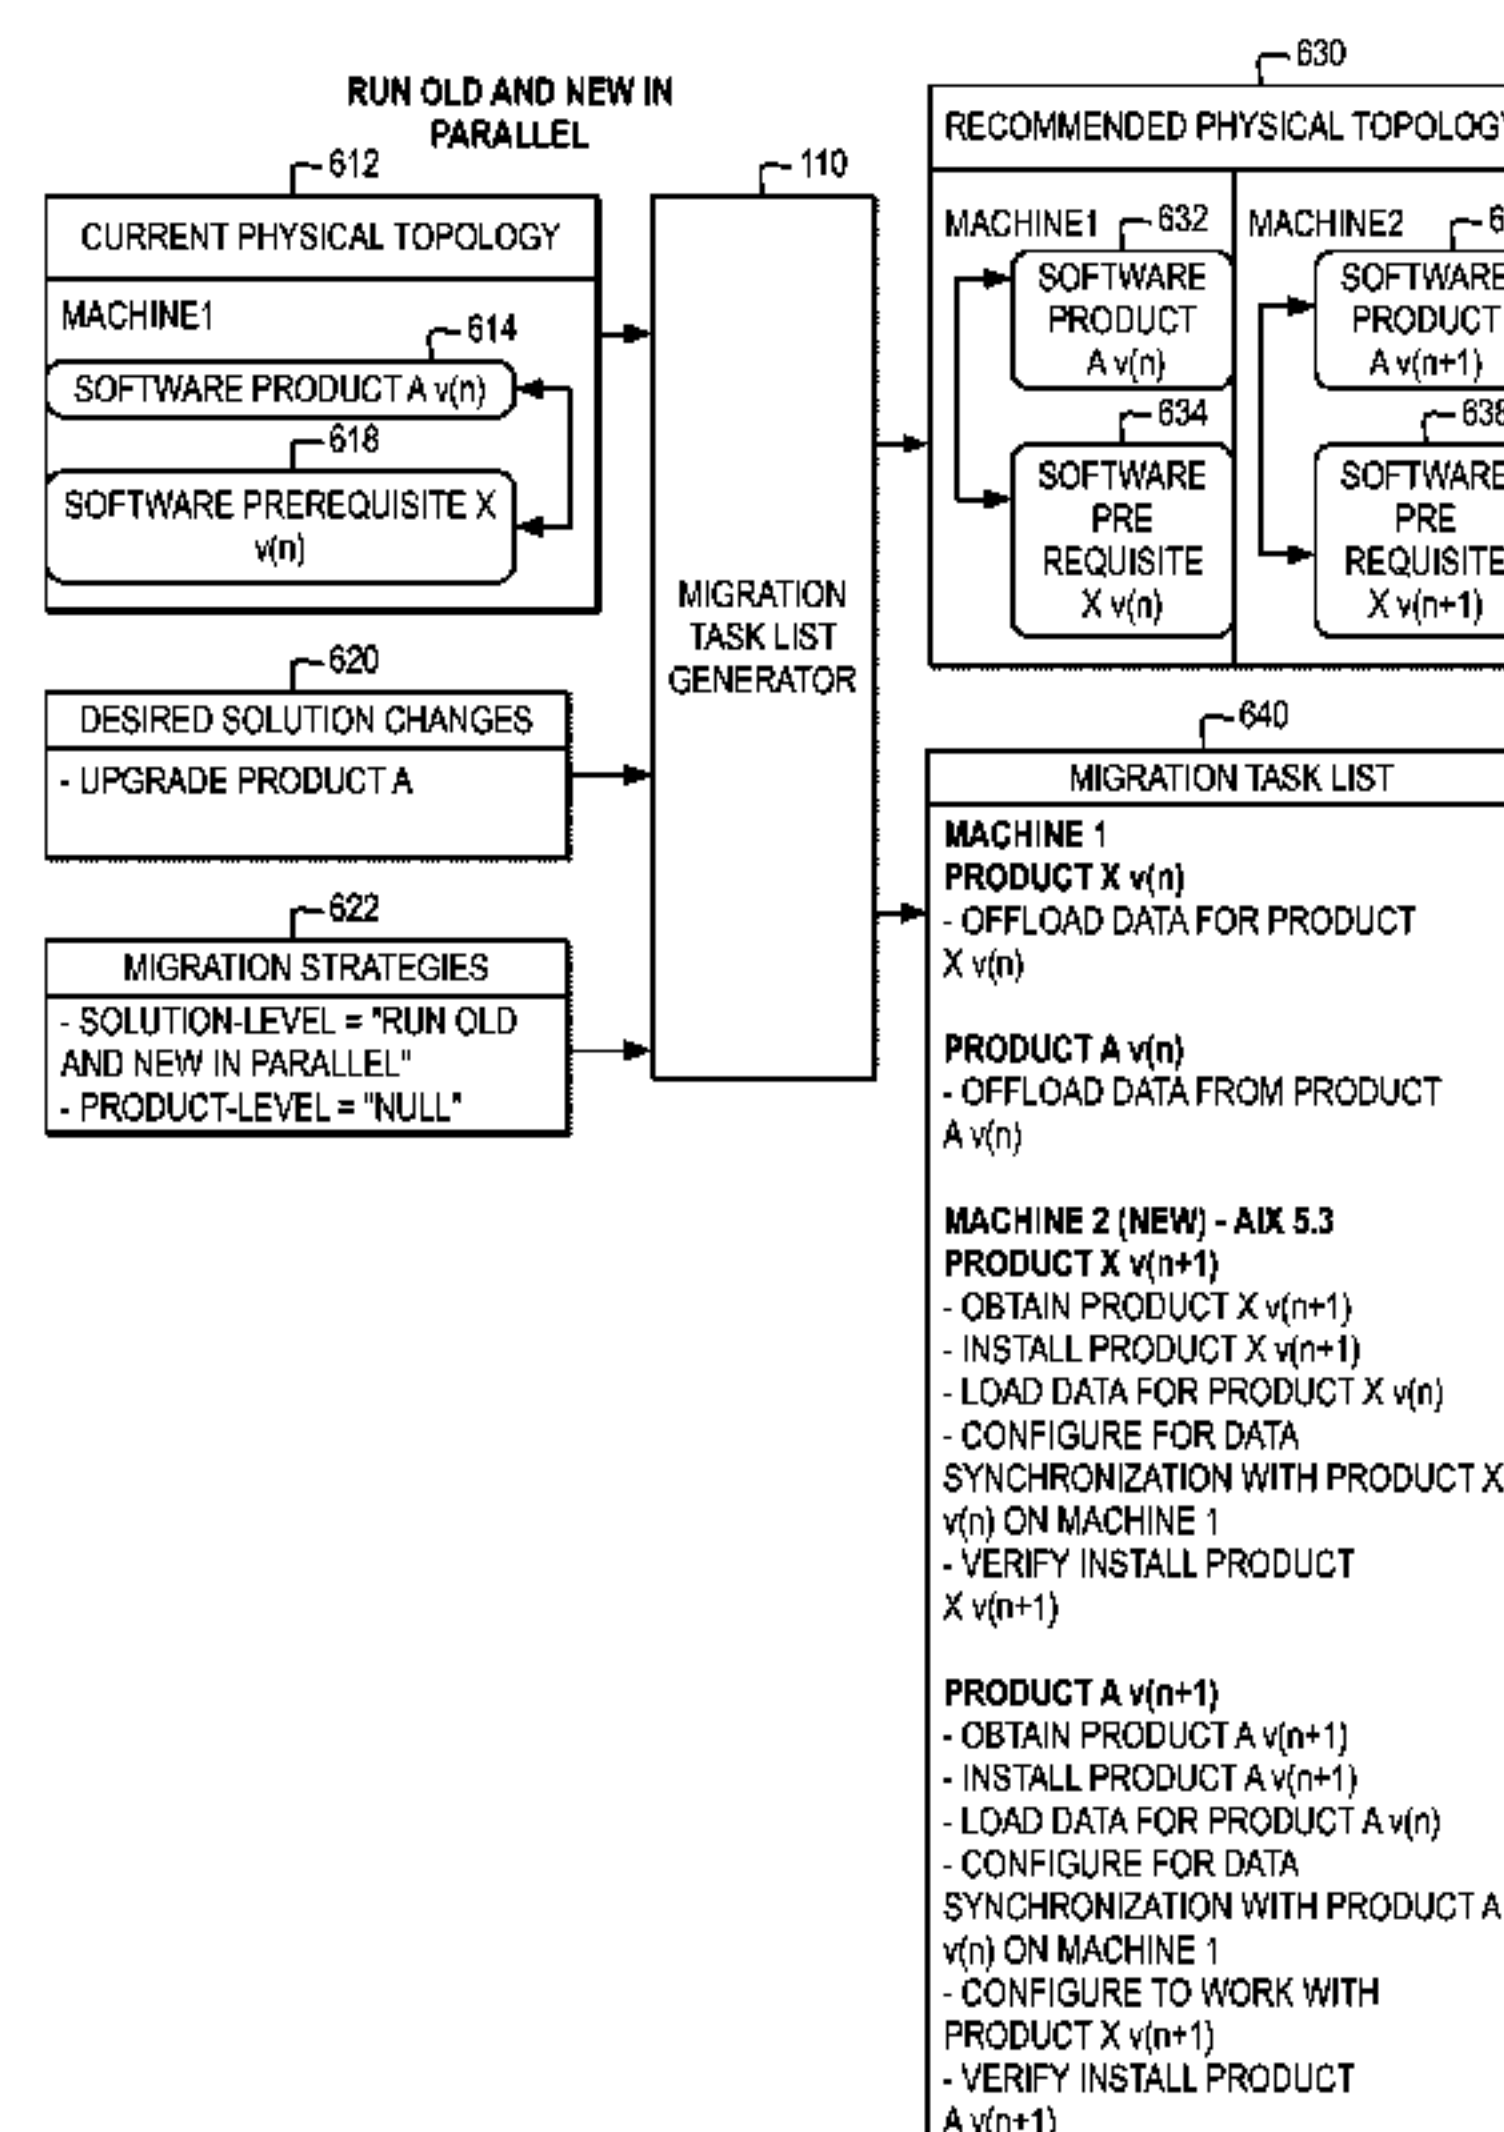 RUN OLD AND NEW IN
PARALLEL
612
CURRENT PHYSICAL TOPOLOGY
MACHINE1
614
SOFTWARE PRODUCT A v(n)
618
SOFTWARE PREREQUISITE X
v(n)
620
DESIRED SOLUTION CHANGES
- UPGRADE PRODUCT A
622
MIGRATION STRATEGIES
- SOLUTION-LEVEL = "RUN OLD
AND NEW IN PARALLEL"
- PRODUCT-LEVEL = "NULL"
110
MIGRATION
TASK LIST
GENERATOR
630
RECOMMENDED PHYSICAL
MACHINE1
632
SOFTWARE
PRODUCT
A v(n)
634
SOFTWARE
PRE
REQUISITE
X v(n)
MACHINE2
SOFTWARE
PRODUCT
A v(n+1)
638
SOFTWARE
PRE
REQUISITE
X v(n+1)
640
MIGRATION TASK LIST
MACHINE 1
PRODUCT X v(n)
- OFFLOAD DATA FOR PRODUCT
X v(n)
PRODUCT A v(n)
- OFFLOAD DATA FROM PRODUCT
A v(n)
MACHINE 2 (NEW) - AIX 5.3
PRODUCT X v(n+1)
- OBTAIN PRODUCT X v(n+1)
- INSTALL PRODUCT X v(n+1)
- LOAD DATA FOR PRODUCT X v(n)
- CONFIGURE FOR DATA
SYNCHRONIZATION WITH PRODUCT X
v(n) ON MACHINE 1
- VERIFY INSTALL PRODUCT
X v(n+1)
PRODUCT A v(n+1)
- OBTAIN PRODUCT A v(n+1)
- INSTALL PRODUCT A v(n+1)
- LOAD DATA FOR PRODUCT A v(n)
- CONFIGURE FOR DATA
SYNCHRONIZATION WITH PRODUCT A
v(n) ON MACHINE 1
- CONFIGURE TO WORK WITH
PRODUCT X v(n+1)
- VERIFY INSTALL PRODUCT
A v(n+1)